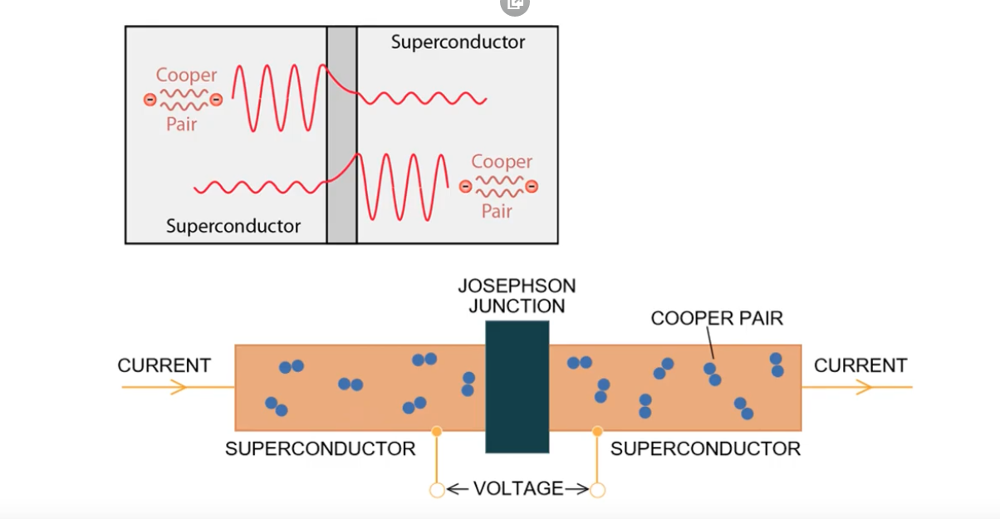 Superconductor
Cooper
Pair
Cooper
Pair
Superconductor
JOSEPHSON
JUNCTION
COOPER PAIR
CURRENT
CURRENT
SUPERCONDUCTOR
SUPERCONDUCTOR
VOLTAGE